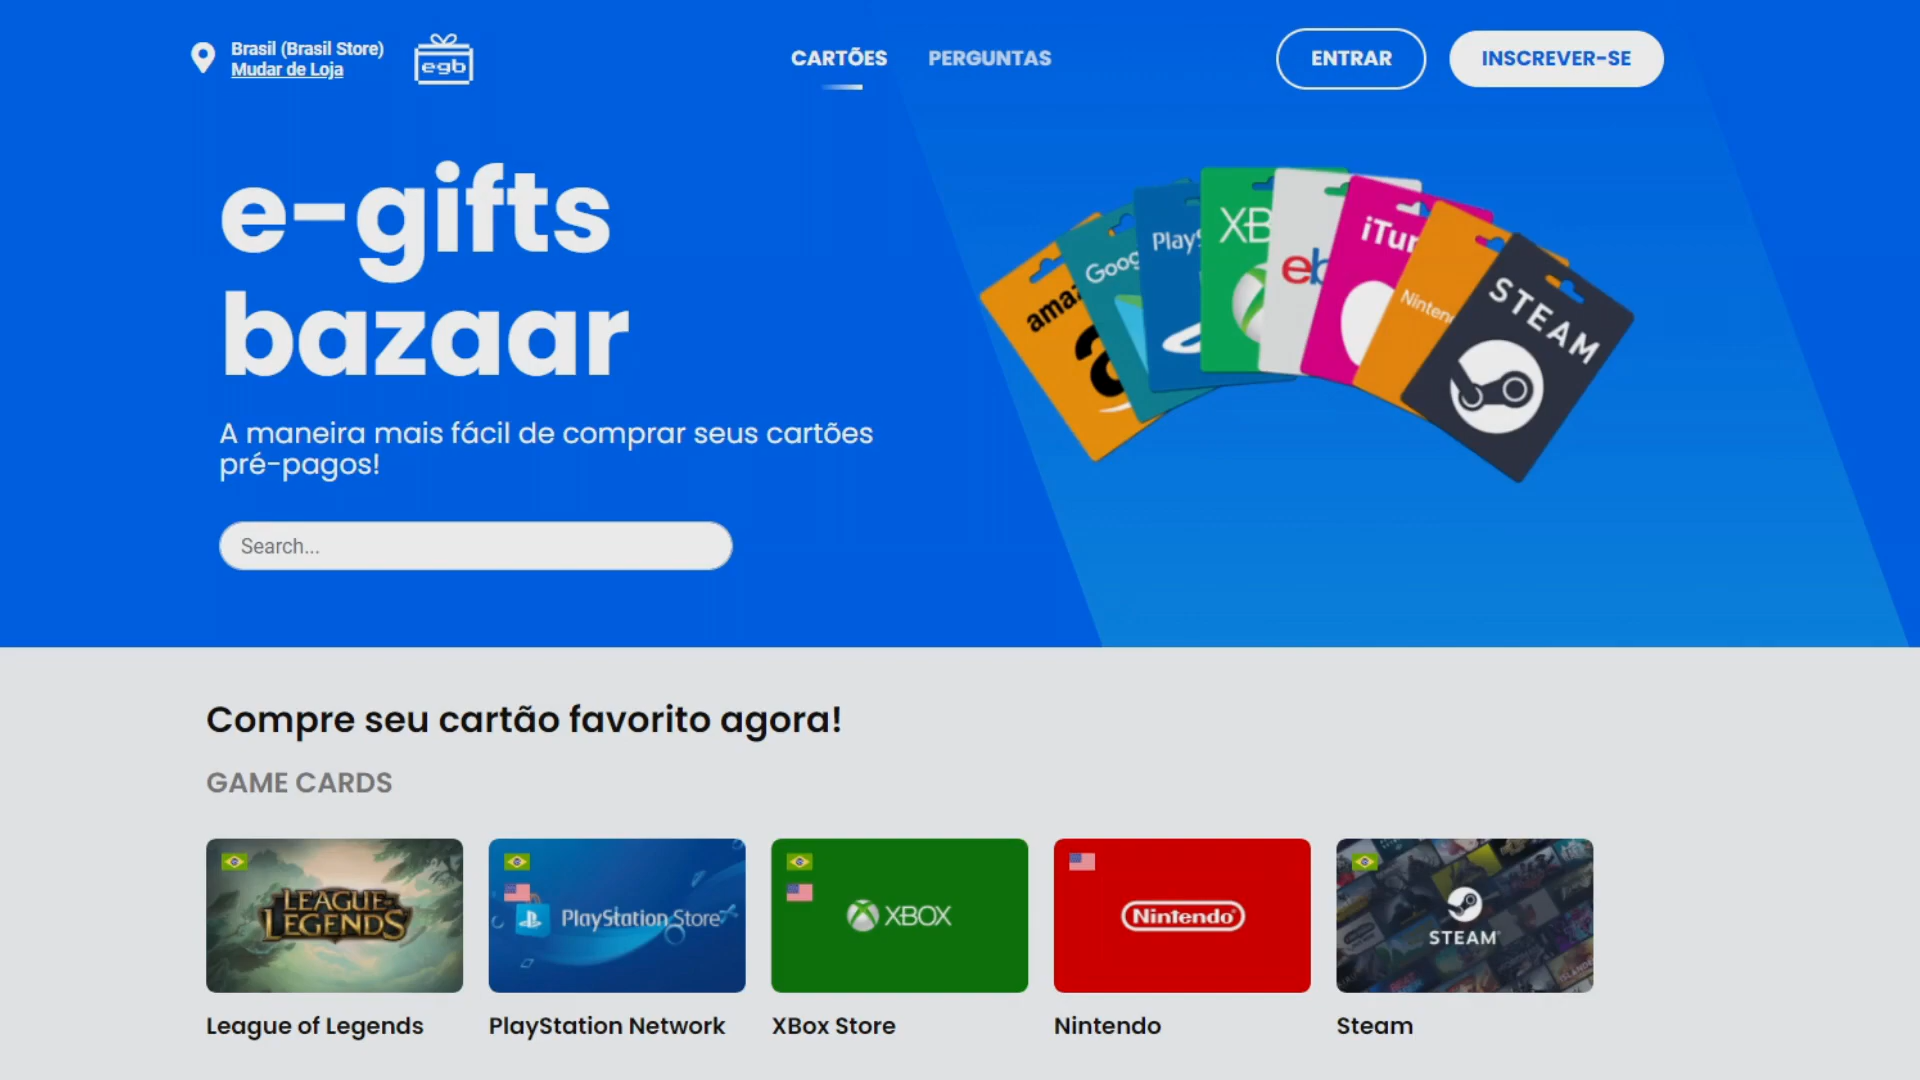 Brasil (Brasil Store)
Mudar de Loja
egb
CARTÕES
PERGUNTAS
ENTRAR
INSCREVER-SE
e-gifts
bazaar
A maneira mais fácil de comprar seus cartões
pré-pagos!
Search...
STEAM
Compre seu cartão favorito agora!
GAME CARDS
LEAGUE OF
LEGENDS
PlayStation Store
XBOX
Nintendo
STEAM
League of Legends
PlayStation Network
XBox Store
Nintendo
Steam